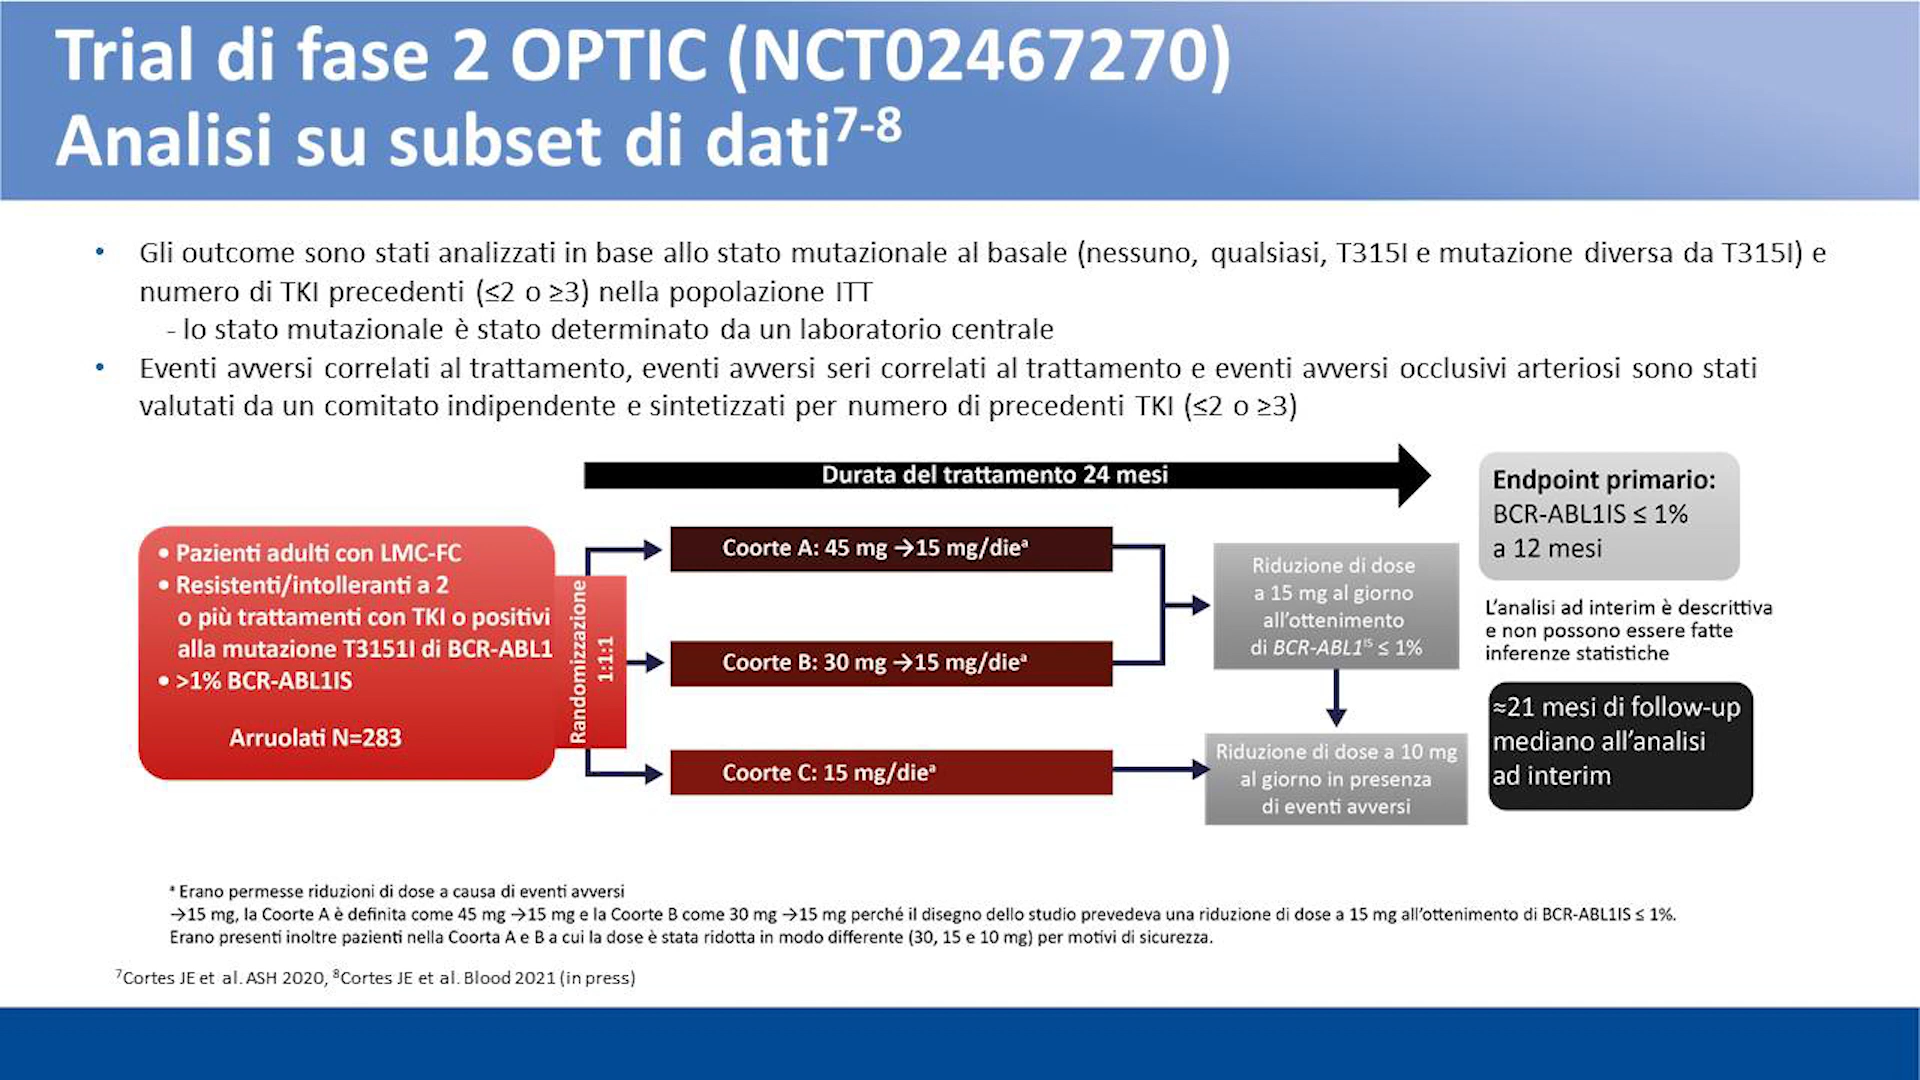 Trial di fase 2 OPTIC (NCT02467270)
Analisi su subset di dati7-8
• Gli outcome sono stati analizzati in base allo stato mutazionale al basale (nessuno, qualsiasi, T315I e mutazione diversa da T315I) e
numero di TKI precedenti (≤2 o ≥3) nella popolazione ITT
- lo stato mutazionale è stato determinato da un laboratorio centrale
• Eventi avversi correlati al trattamento, eventi avversi seri correlati al trattamento e eventi avversi occlusivi arteriosi sono stati
valutati da un comitato indipendente e sintetizzati per numero di precedenti TKI (≤2 o ≥3)
Durata del trattamento 24 mesi
• Pazienti adulti con LMC-FC
• Resistenti/intolleranti a 2
o più trattamenti con TKI o positivi
alla mutazione T3151I di BCR-ABL1
• >1% BCR-ABL1IS
Arruolati N=283
Randomizzazione
1:1:1
Coorte A: 45 mg →15 mg/dieª
Coorte B: 30 mg →15 mg/dieª
Coorte C: 15 mg/dieª
Riduzione di dose
a 15 mg al giorno
all’ottenimento
di BCR-ABL1IS ≤ 1%
Riduzione di dose a 10 mg
al giorno in presenza
di eventi avversi
Endpoint primario:
BCR-ABL1IS ≤ 1%
a 12 mesi
L’analisi ad interim è descrittiva
e non possono essere fatte
inferenze statistiche
≈21 mesi di follow-up
mediano all’analisi
ad interim
ª Erano permesse riduzioni di dose a causa di eventi avversi
→15 mg, la Coorte A è definita come 45 mg →15 mg e la Coorte B come 30 mg →15 mg perché il disegno dello studio prevedeva una riduzione di dose a 15 mg all’ottenimento di BCR-ABL1IS ≤ 1%.
Erano presenti inoltre pazienti nella Coorta A e B a cui la dose è stata ridotta in modo differente (30, 15 e 10 mg) per motivi di sicurezza.
7Cortes JE et al. ASH 2020, 8Cortes JE et al. Blood 2021 (in press)